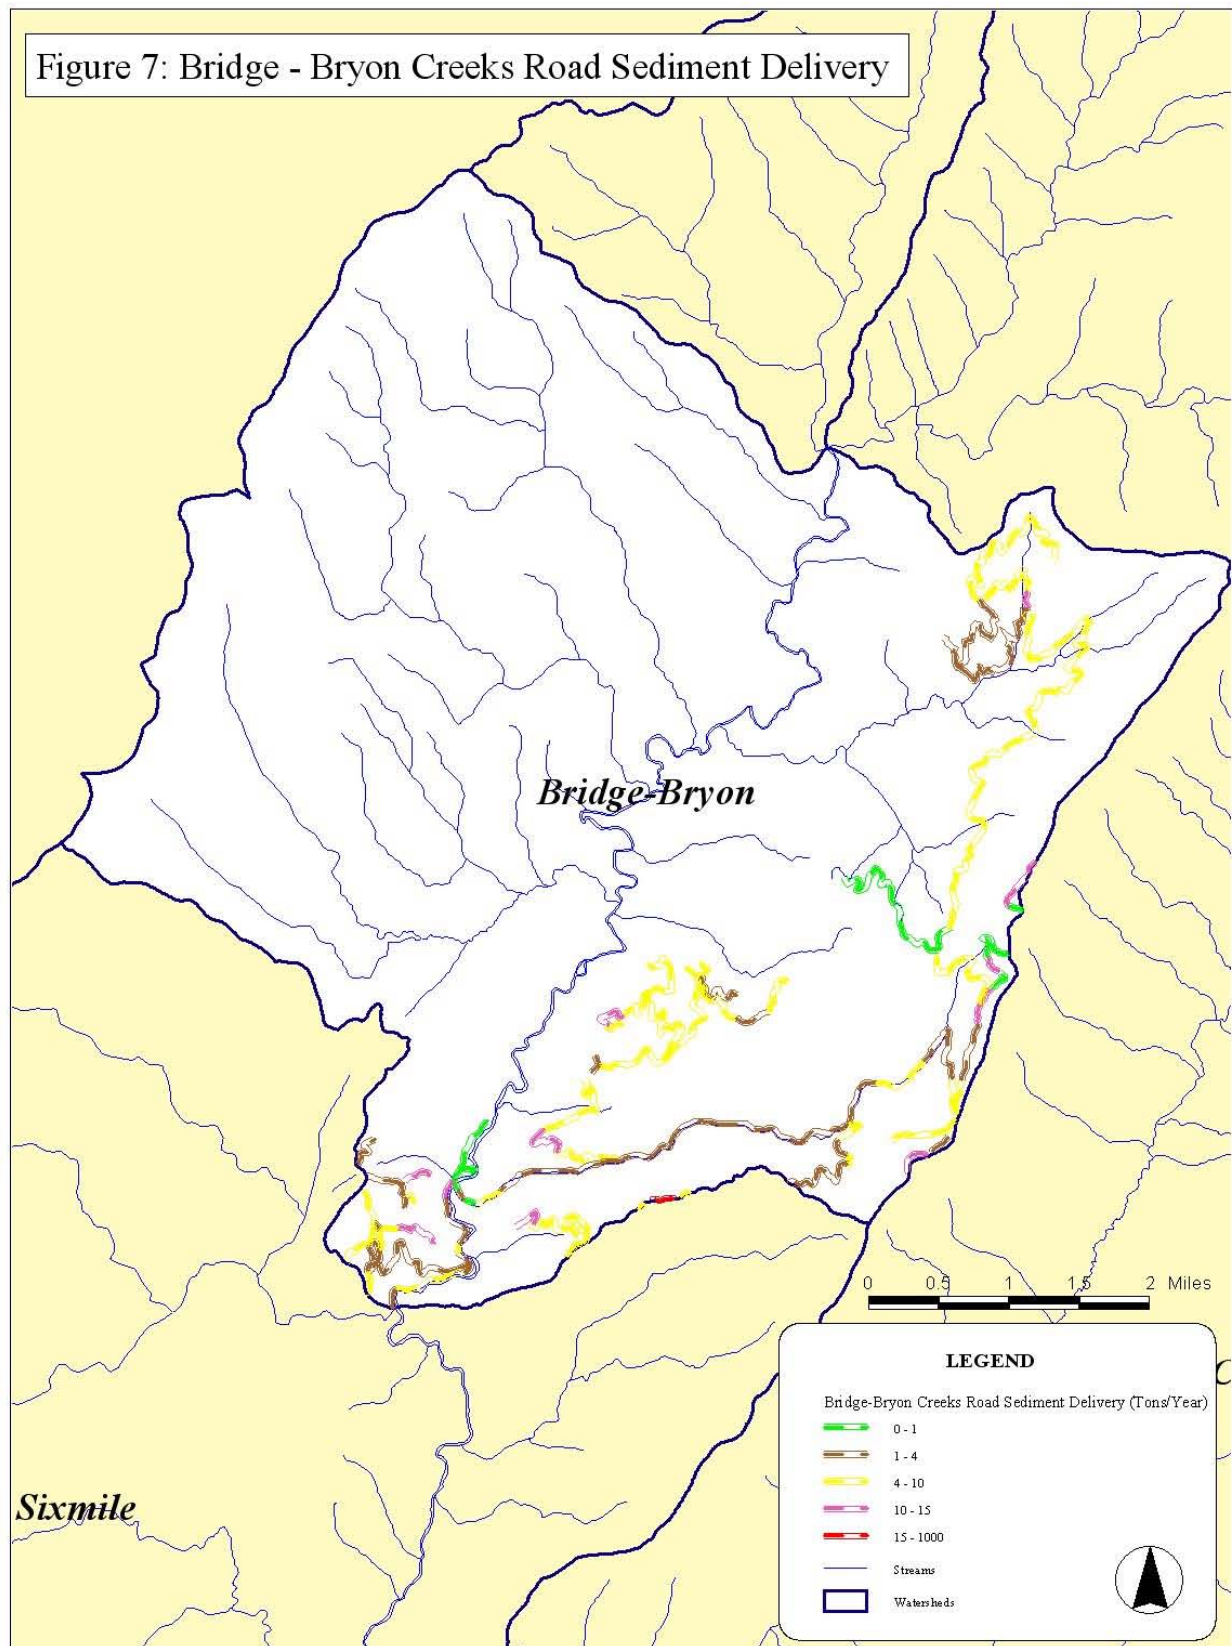 Figure 7: Bridge - Bryon Creeks Road Sediment Delivery
Bridge-Bryon
0 0.5 1 1.5 2 Miles
LEGEND
C
Bridge-Bryon Creeks Road Sediment Delivery (Tons/Year)
0 - 1
1 - 4
4 - 10
10 - 15
15 - 1000
Streams
Watersheds
Sixmile